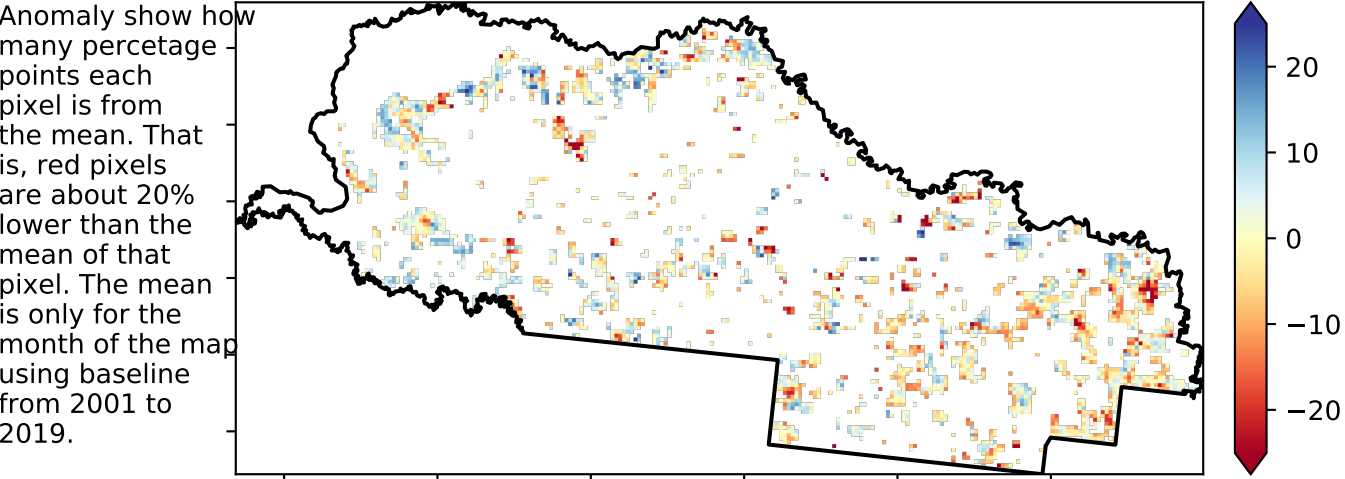 Anomaly show how
many percetage
points each
pixel is from
the mean. That
is, red pixels
are about 20%
lower than the
mean of that
pixel. The mean
is only for the
month of the map
using baseline
from 2001 to
2019.
20
10
0
−10
−20